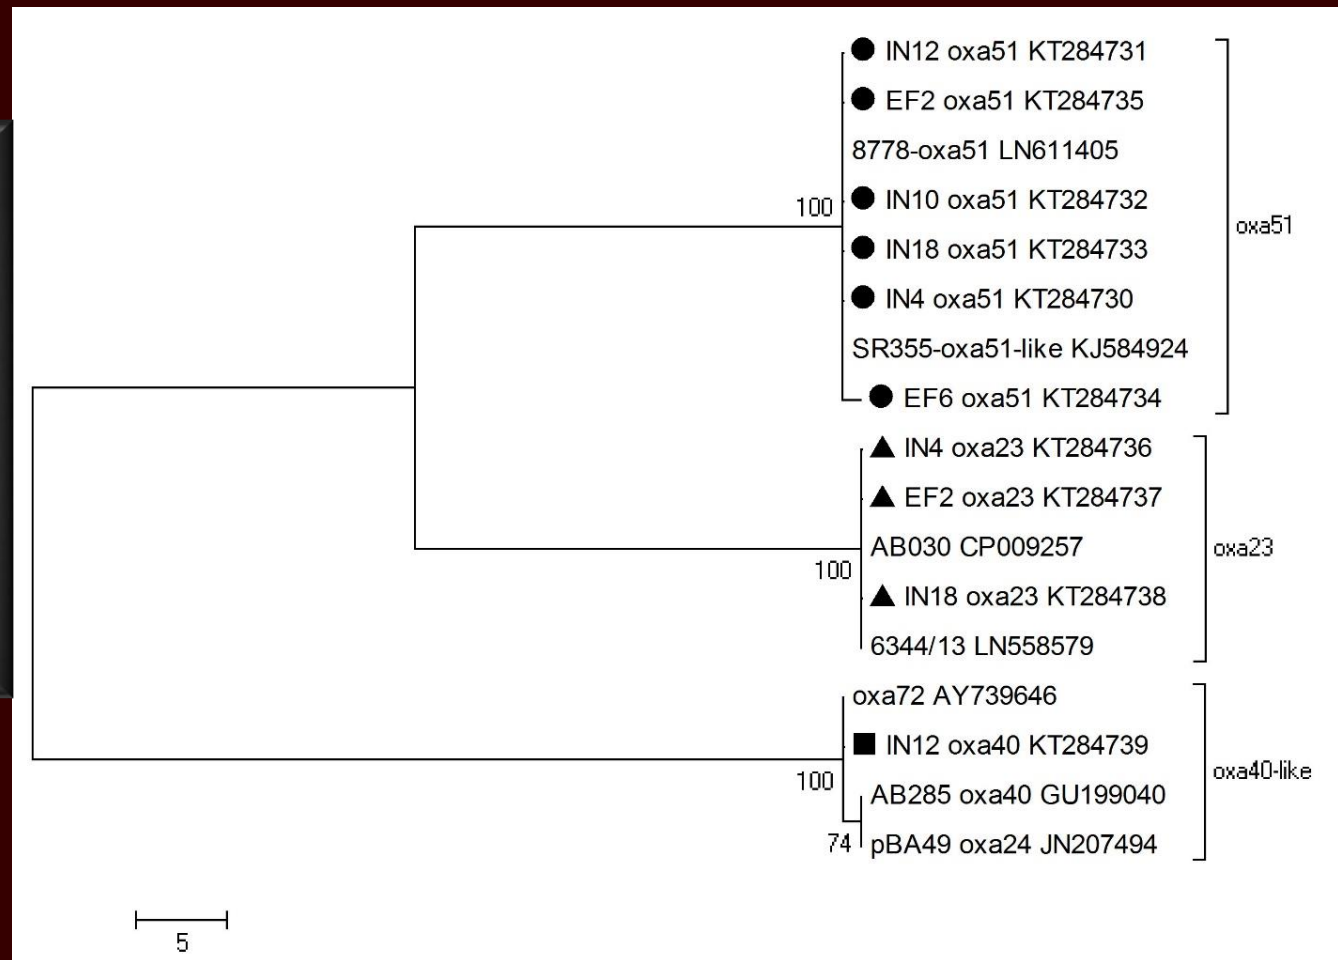 IN12 oxa51 KT284731
EF2 oxa51 KT284735
8778-oxa51 LN611405
IN10 oxa51 KT284732
100
IN18 oxa51 KT284733
IN4 oxa51 KT284730
SR355-oxa51-like KJ584924
EF6 oxa51 KT284734
oxa51
IN4 oxa23 KT284736
EF2 oxa23 KT284737
AB030 CP009257
100
IN18 oxa23 KT284738
6344/13 LN558579
oxa23
oxa72 AY739646
IN12 oxa40 KT284739
100
AB285 oxa40 GU199040
74
pBA49 oxa24 JN207494
oxa40-like
5